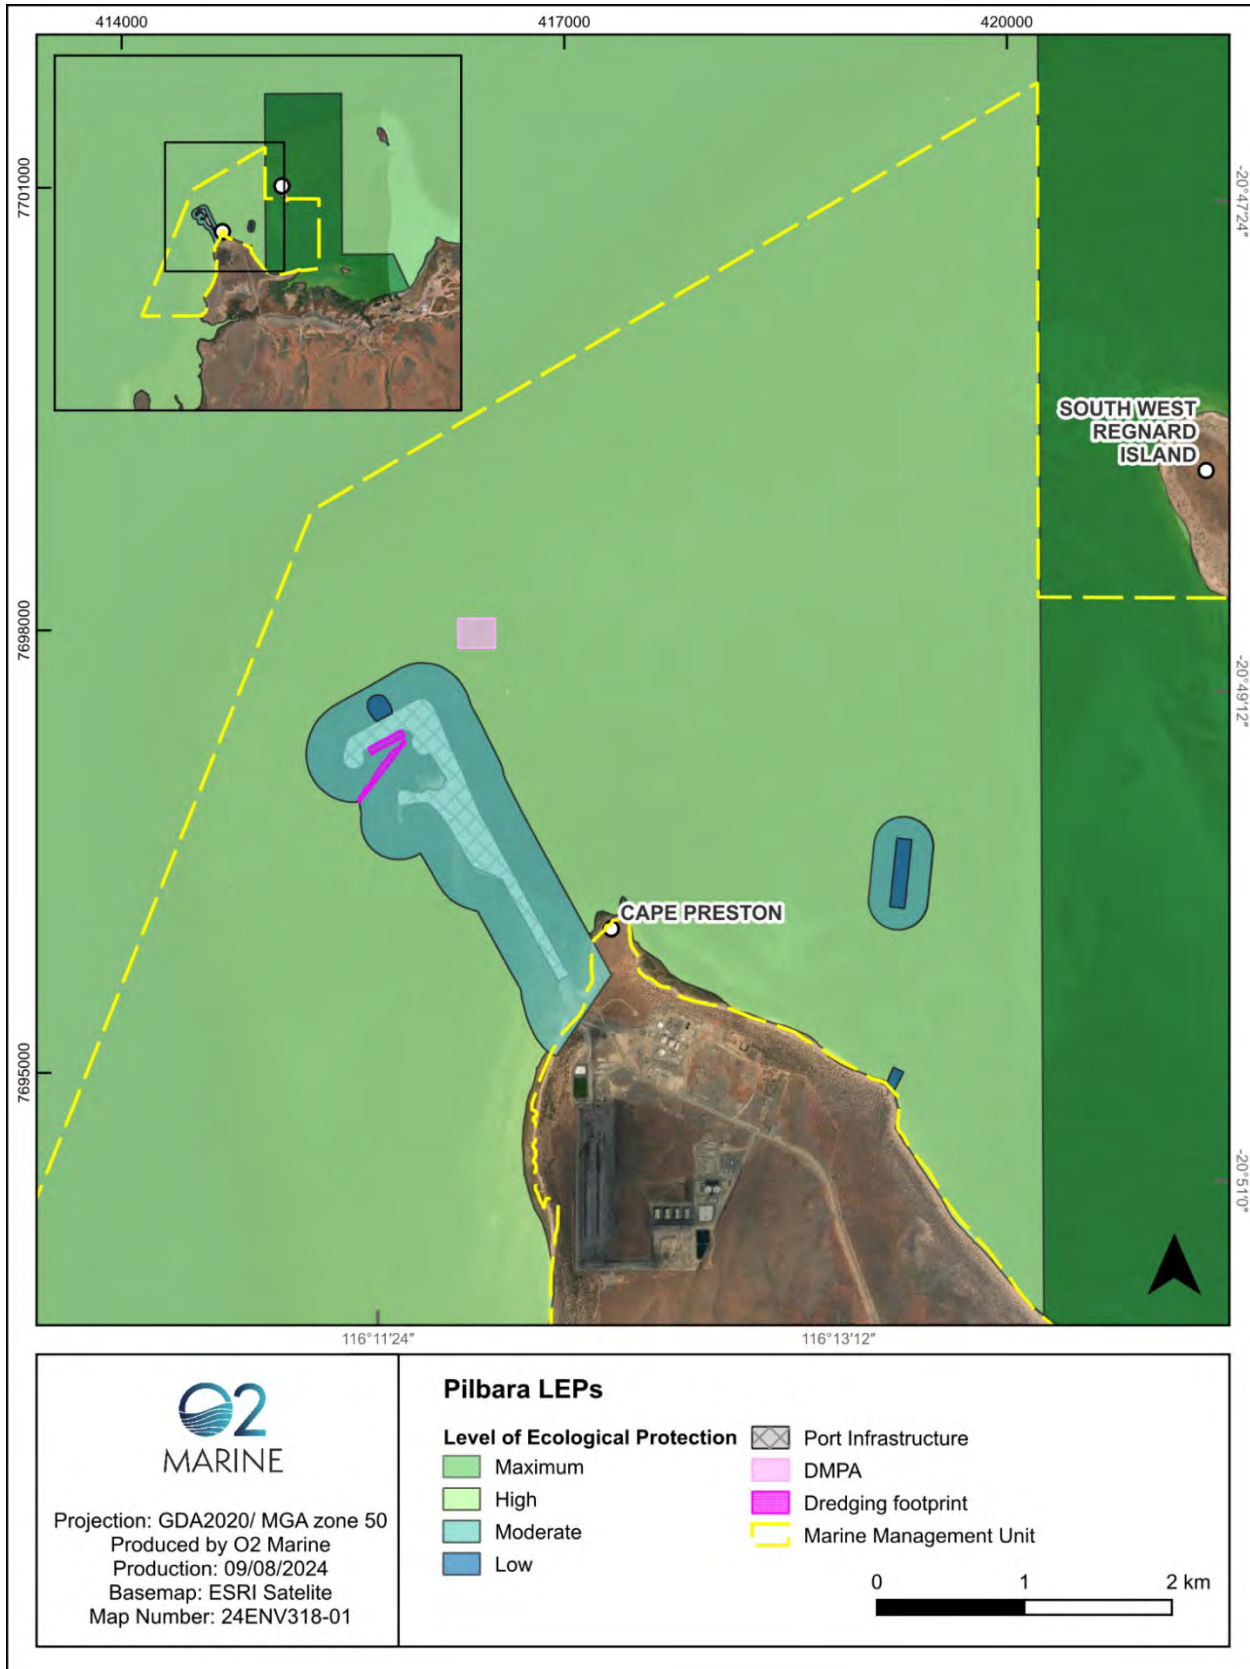 414000
417000
420000
7701000
-20°47'24"
SOUTH WEST
REGNARD
ISLAND
7698000
-20°49'12"
CAPE PRESTON
7695000
-20°51'0"
116°11'24"
116°13'12"
O2
MARINE
Projection: GDA2020/ MGA zone 50
Produced by O2 Marine
Production: 09/08/2024
Basemap: ESRI Satelite
Map Number: 24ENV318-01
Pilbara LEPs
Level of Ecological Protection
Maximum
High
Moderate
Low
Port Infrastructure
DMPA
Dredging footprint
Marine Management Unit
0 1 2 km